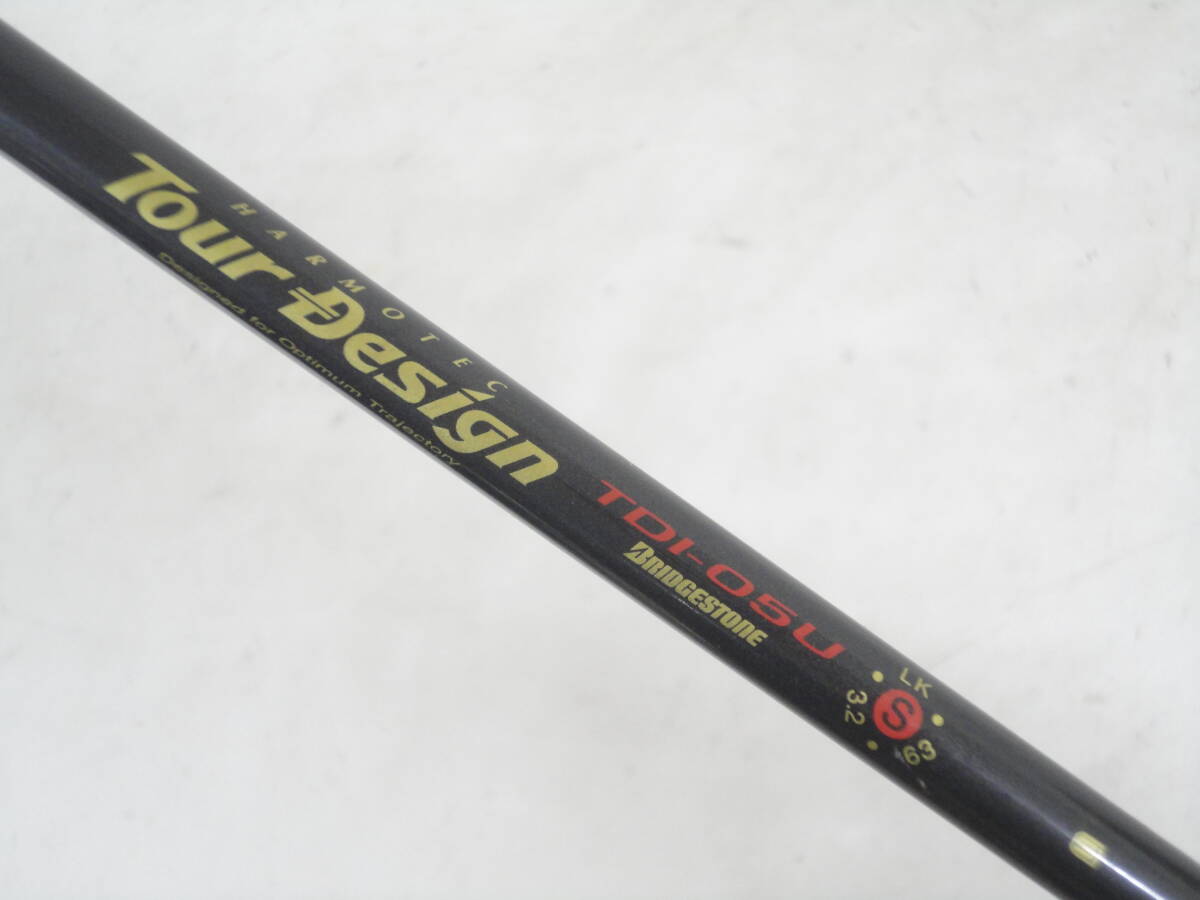 HARMOTEC
Tour Design
Designed for Optimum Trajectory
TDI-05U
BRIDGESTONE
LK
S
3.2
63